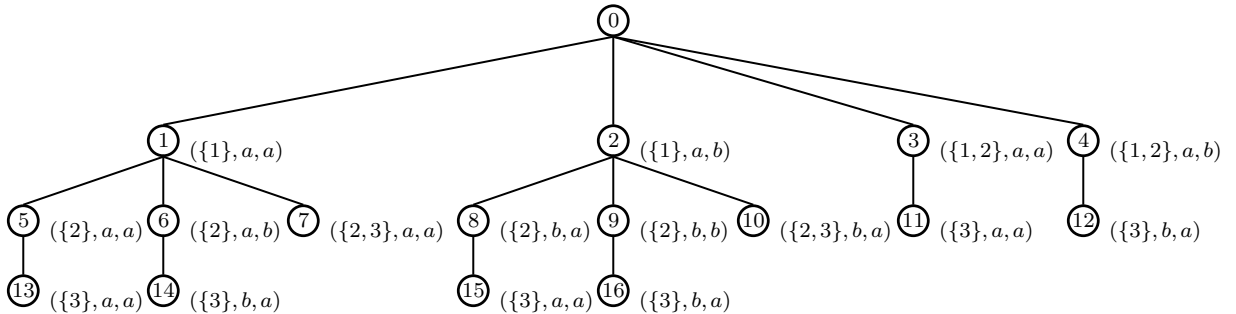 0
1 ({1}, a, a) 2 ({1}, a, b) 3 ({1, 2}, a, a) 4 ({1, 2}, a, b)
5 ({2}, a, a) 6 ({2}, a, b) 7 ({2, 3}, a, a) 8 ({2}, b, a) 9 ({2}, b, b) 10 ({2, 3}, b, a) 11 ({3}, a, a) 12 ({3}, b, a)
13 ({3}, a, a) 14 ({3}, b, a) 15 ({3}, a, a) 16 ({3}, b, a)